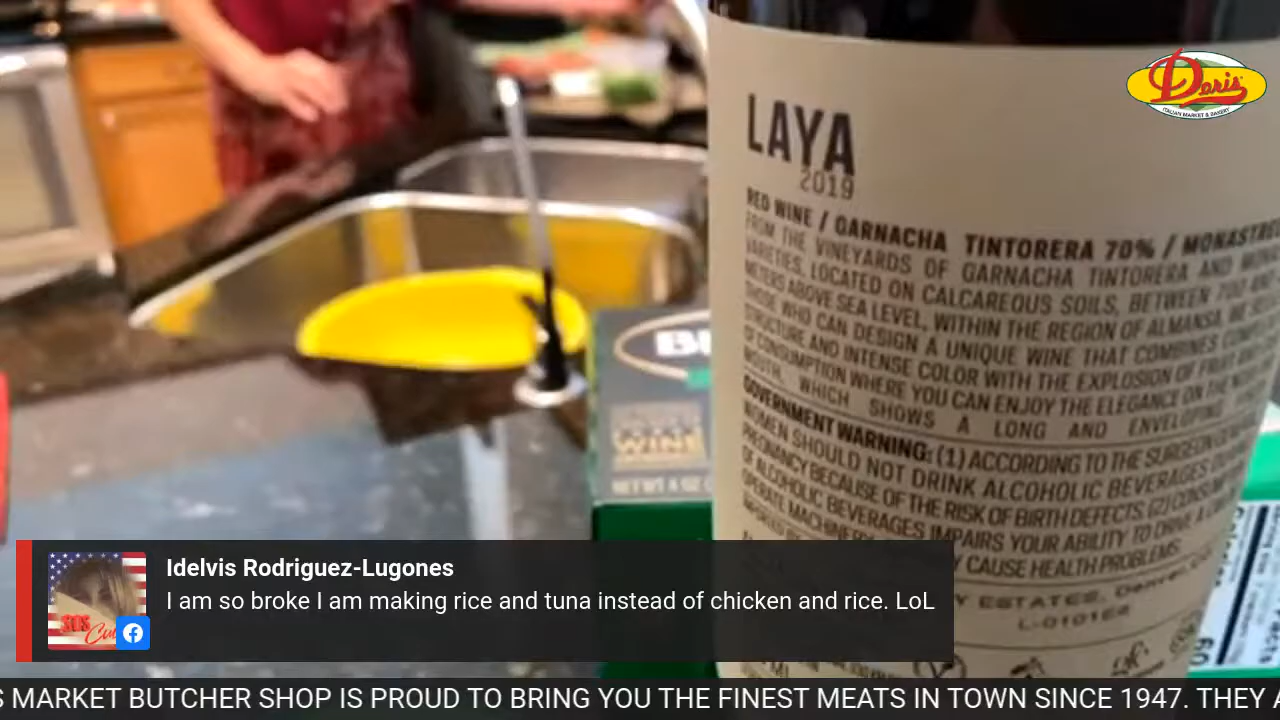 Doris
ITALIAN MARKET & BAKERY
LAYA
2019
RED WINE / GARNACHA TINTORERA 70% / MONASTRE
FROM THE VINEYARDS OF GARNACHA TINTORERA AND
VARIETIES, LOCATED ON CALCAREOUS SOILS, BETWEEN 700
METERS ABOVE SEA LEVEL, WITHIN THE REGION OF ALMANSA.
THOSE WHO CAN DESIGN A UNIQUE WINE THAT COMBINES
STRUCTURE AND INTENSE COLOR WITH THE EXPLOSION OF FRUIT
CONSUMPTION WHERE YOU CAN ENJOY THE ELEGANCE ON THE
MOUTH, WHICH SHOWS A LONG AND ENVELOPING
GOVERNMENT WARNING: (1) ACCORDING TO THE SURGEON
WOMEN SHOULD NOT DRINK ALCOHOLIC BEVERAGES
PREGNANCY BECAUSE OF THE RISK OF BIRTH DEFECTS. (2)
OF ALCOHOLIC BEVERAGES IMPAIRS YOUR ABILITY TO DRIVE A
OPERATE MACHINERY
Y CAUSE HEALTH PROBLEMS.
ESTATES,
WINE
NET WT
Idelvis Rodriguez-Lugones
I am so broke I am making rice and tuna instead of chicken and rice. LoL
S MARKET BUTCHER SHOP IS PROUD TO BRING YOU THE FINEST MEATS IN TOWN SINCE 1947. THEY A